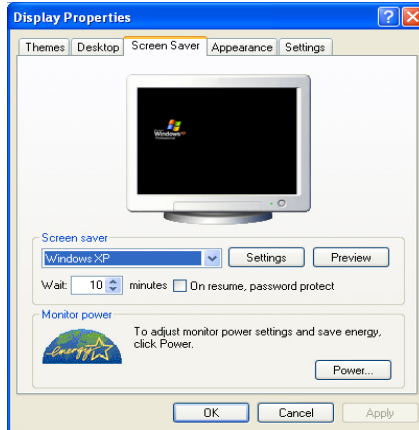 Display Properties
Themes Desktop Screen Saver Appearance Settings
Windows XP
Screen saver
Windows XP Settings Preview
Wait: 10 minutes On resume, password protect
Monitor power
energy
To adjust monitor power settings and save energy,
click Power.
Power...
OK Cancel Apply